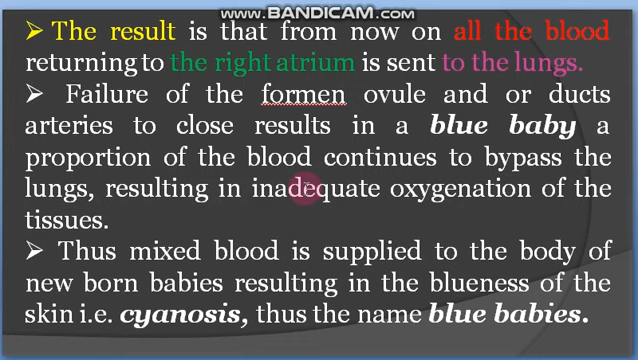 www.BANDICAM.com
➢ The result is that from now on all the blood
returning to the right atrium is sent to the lungs.
➢ Failure of the formen ovule and or ducts
arteries to close results in a blue baby a
proportion of the blood continues to bypass the
lungs, resulting in inadequate oxygenation of the
tissues.
➢ Thus mixed blood is supplied to the body of
new born babies resulting in the blueness of the
skin i.e. cyanosis, thus the name blue babies.